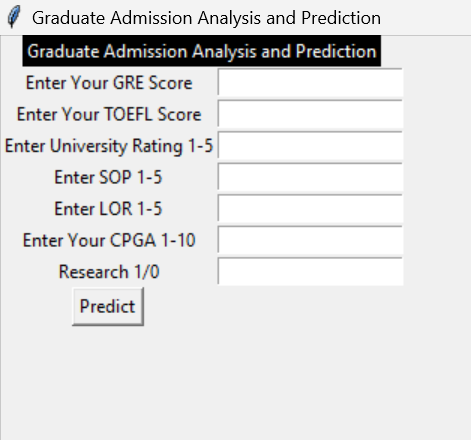 Graduate Admission Analysis and Prediction
Graduate Admission Analysis and Prediction
Enter Your GRE Score
Enter Your TOEFL Score
Enter University Rating 1-5
Enter SOP 1-5
Enter LOR 1-5
Enter Your CPGA 1-10
Research 1/0
Predict